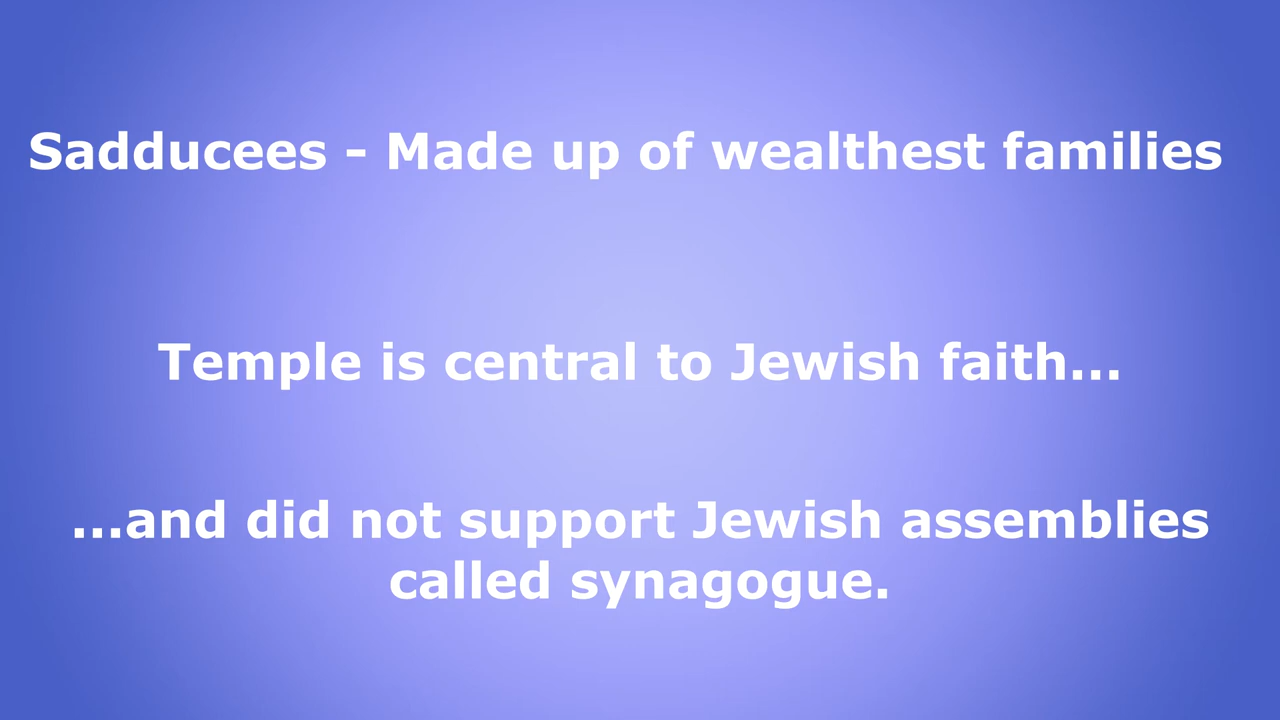 Sadducees - Made up of wealthest families
Temple is central to Jewish faith...
...and did not support Jewish assemblies
called synagogue.